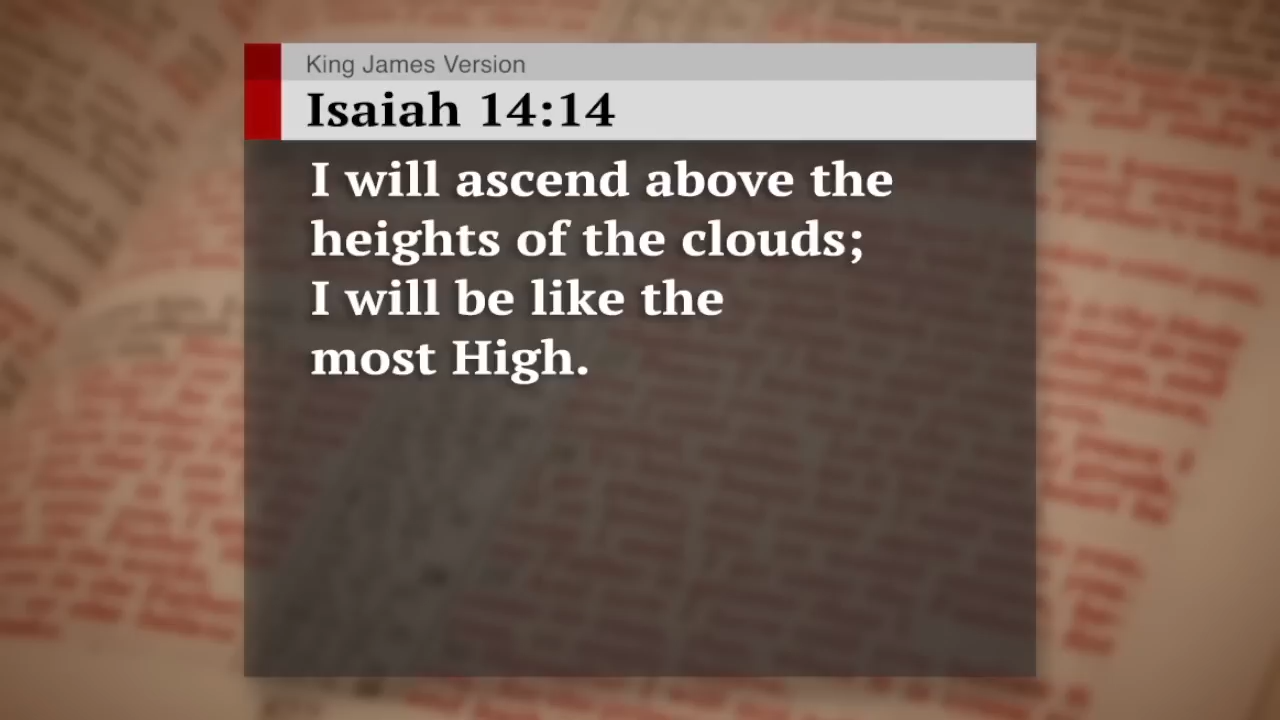 King James Version
Isaiah 14:14
I will ascend above the
heights of the clouds;
I will be like the
most High.